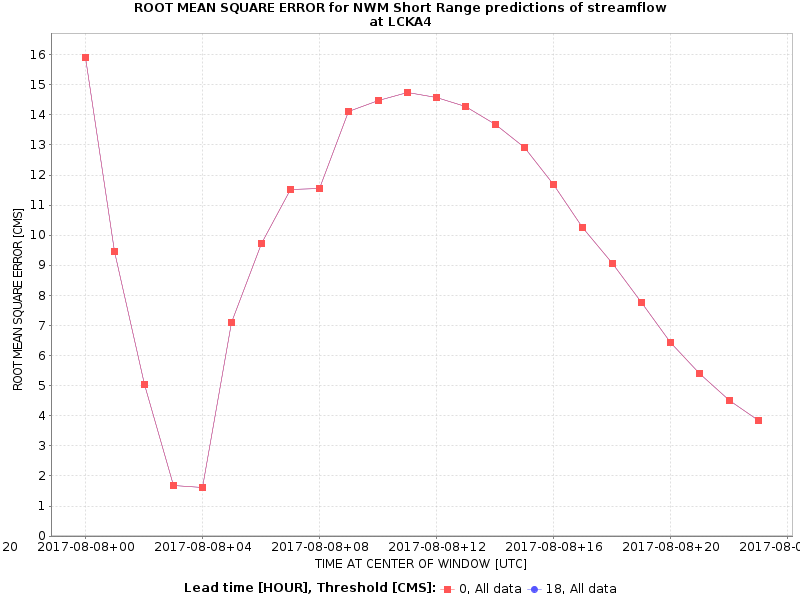 ROOT MEAN SQUARE ERROR for NWM Short Range predictions of streamflow
at LCKA4
16
15
14
13
12
11
10
9
8
7
6
5
4
3
2
1
0
ROOT MEAN SQUARE ERROR [CMS]
20 2017-08-08+00 2017-08-08+04 2017-08-08+08 2017-08-08+12 2017-08-08+16 2017-08-08+20 2017-08-0
TIME AT CENTER OF WINDOW [UTC]
Lead time [HOUR], Threshold [CMS]: 0, All data 18, All data